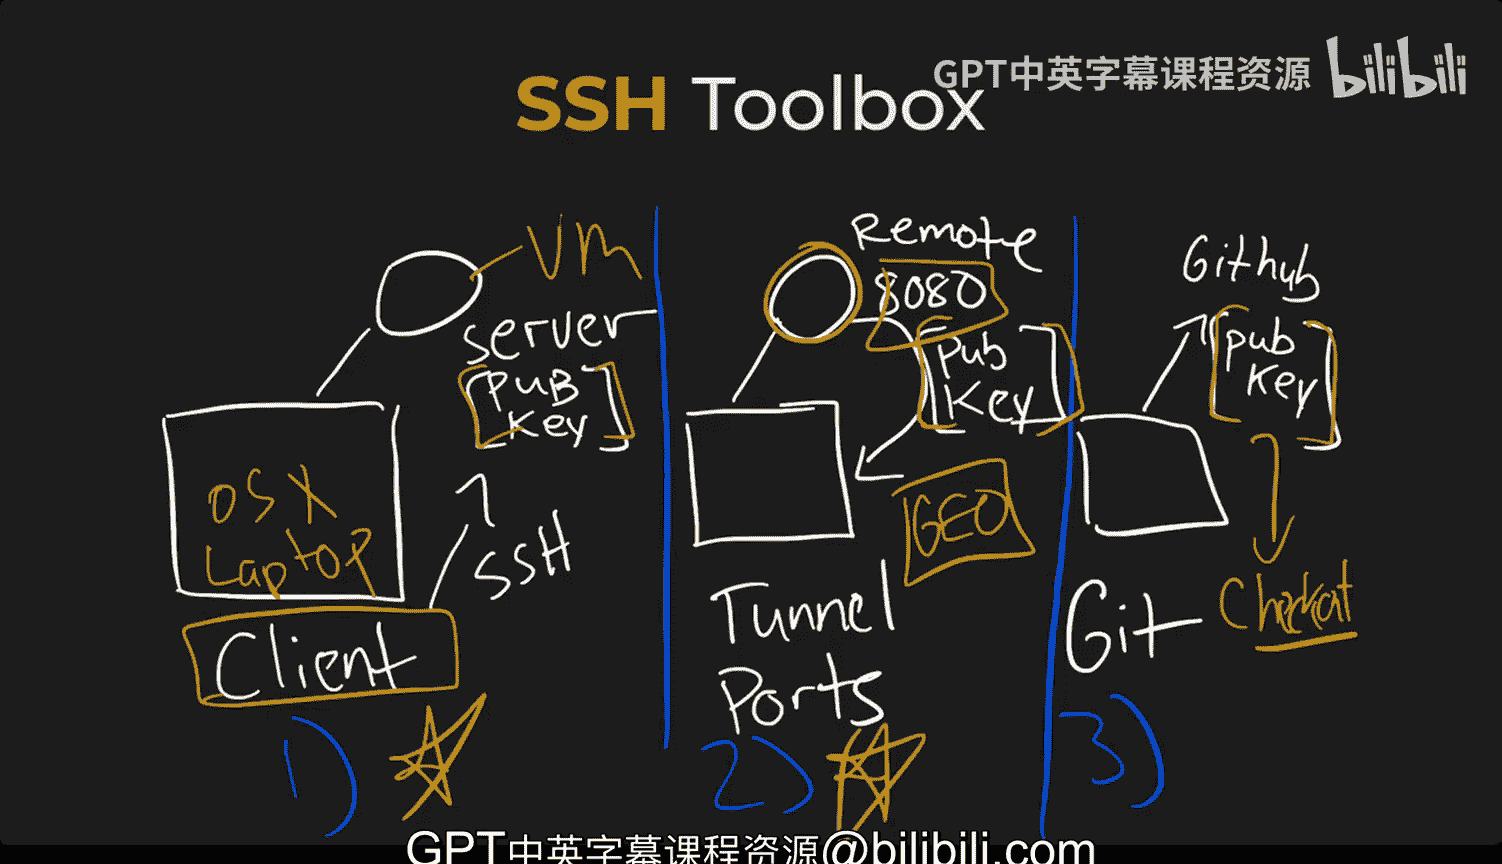 GPT中英字幕课程资源 bilibili
SSH Toolbox
VM
server
[PUB
Key]
OSX
Laptop
SSH
Client
1)
Remote
8080
[Pub
Key]
GEO
Tunnel
Ports
2)
Github
[pub
Key]
Git
Checkout
3)
GPT中英字幕课程资源@bilibili.com